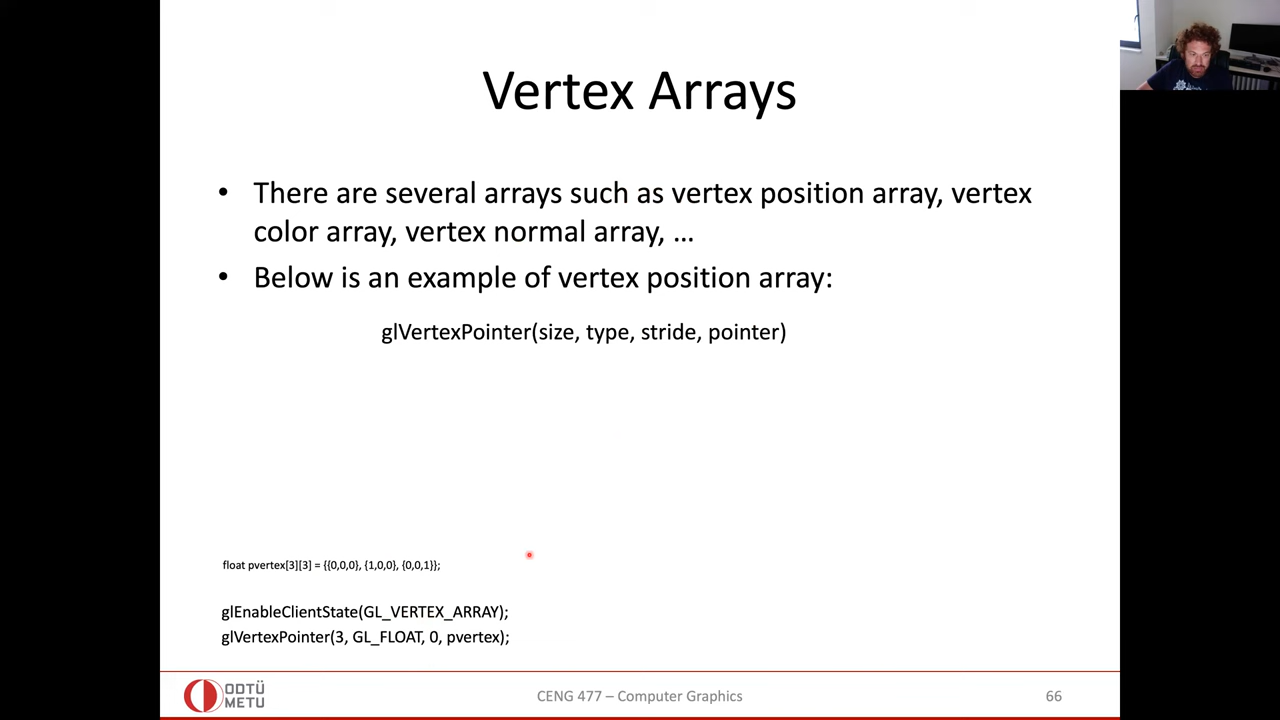 Vertex Arrays
• There are several arrays such as vertex position array, vertex
color array, vertex normal array, …
• Below is an example of vertex position array:
glVertexPointer(size, type, stride, pointer)
float pvertex[3][3] = {{0,0,0}, {1,0,0}, {0,0,1}};
glEnableClientState(GL_VERTEX_ARRAY);
glVertexPointer(3, GL_FLOAT, 0, pvertex);
ODTÜ
METU
CENG 477 – Computer Graphics
66